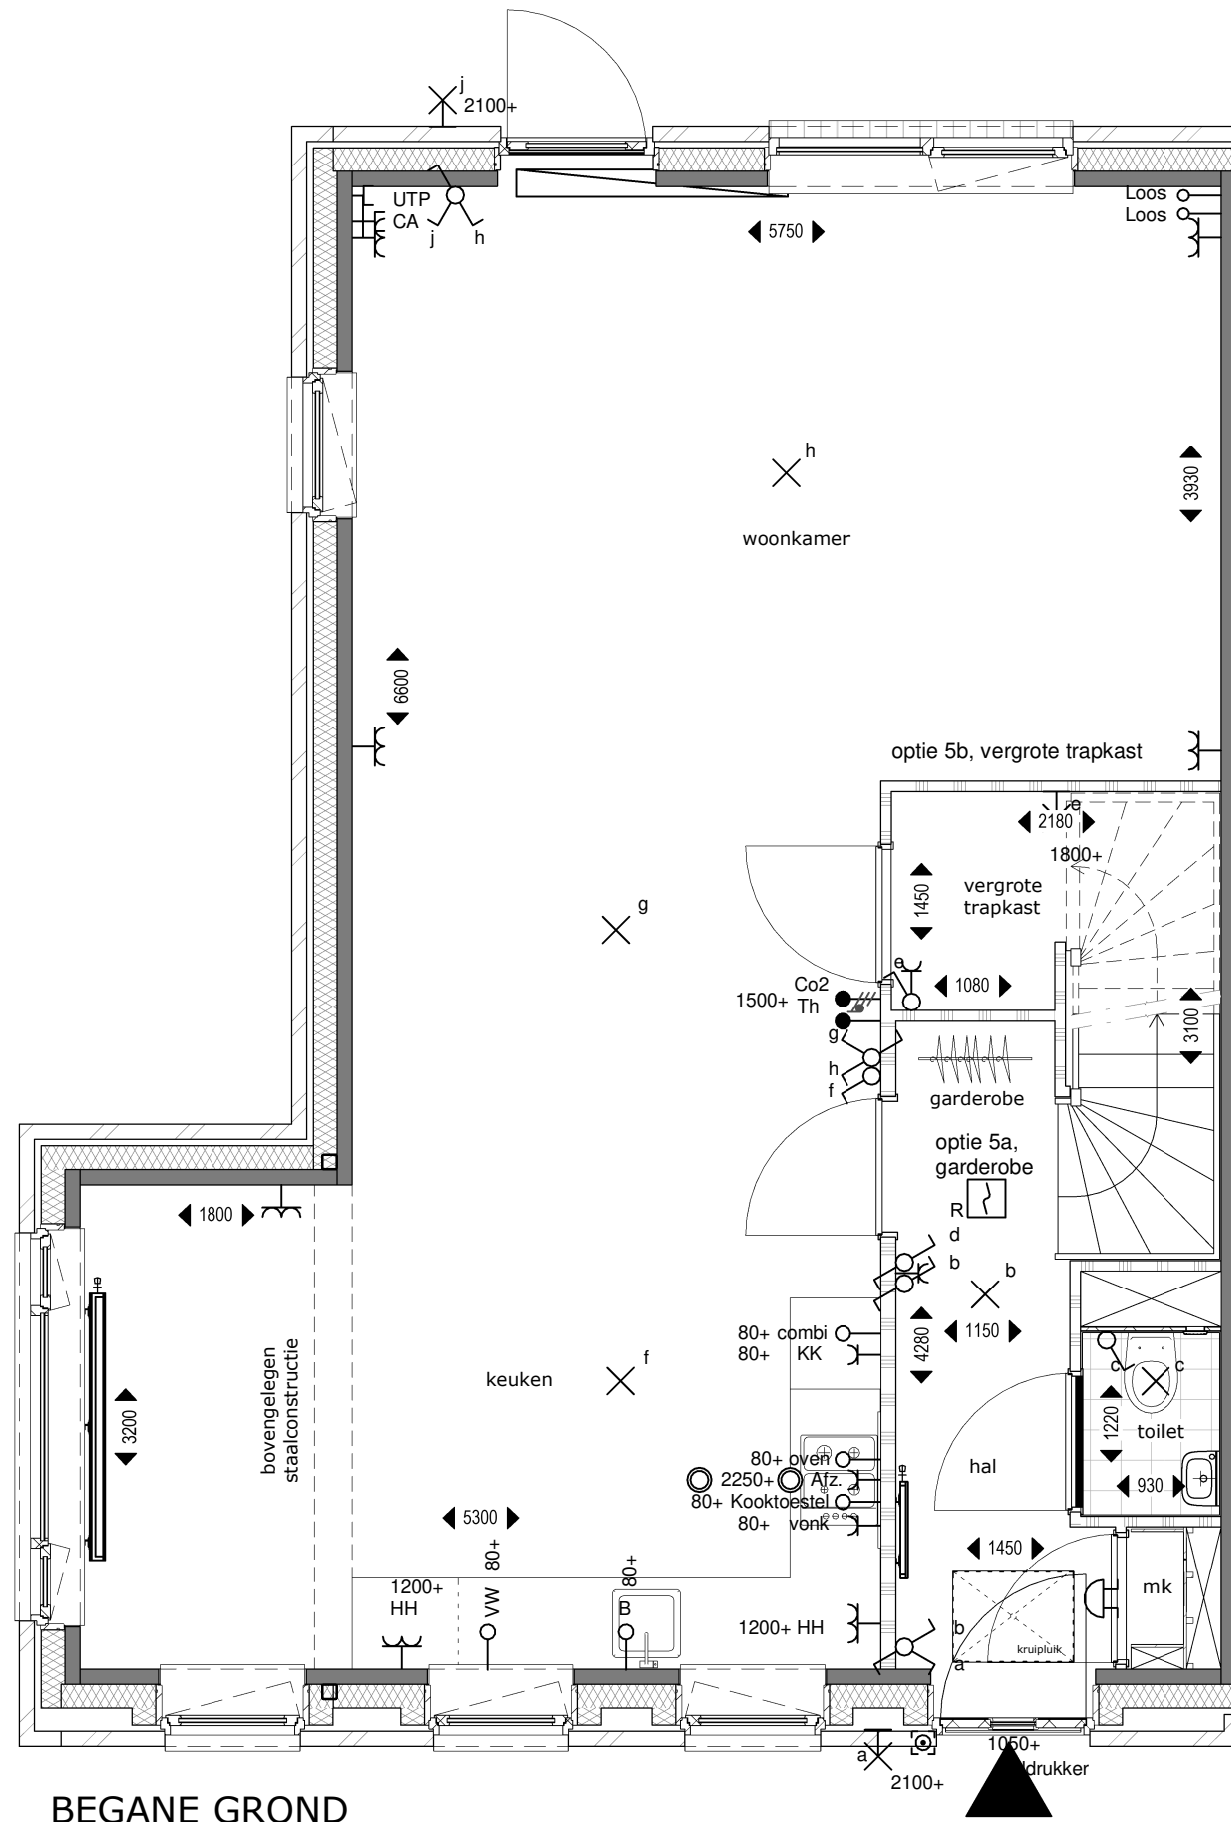 j
2100+
UTP
CA
j
h
5750
Loos
Loos
h
woonkamer
3930
6600
optie 5b, vergrote trapkast
e
2180
1800+
vergrote
trapkast
1450
g
e
1080
Co2
1500+ Th
g
h
f
3100
garderobe
optie 5a,
garderobe
R
d
b
b
1800
1150
4280
80+ combi
80+ KK
f
keuken
bovengelegen
staalconstructie
3200
c
c
1220
toilet
hal
930
80+ oven
2250+ Afz.
80+ Kooktoestel
80+ vonk
5300
1450
mk
1200+
HH
VW 80+
B 80+
1200+ HH
b
a
kruipluik
a
2100+
1050+
ldrukker
BEGANE GROND